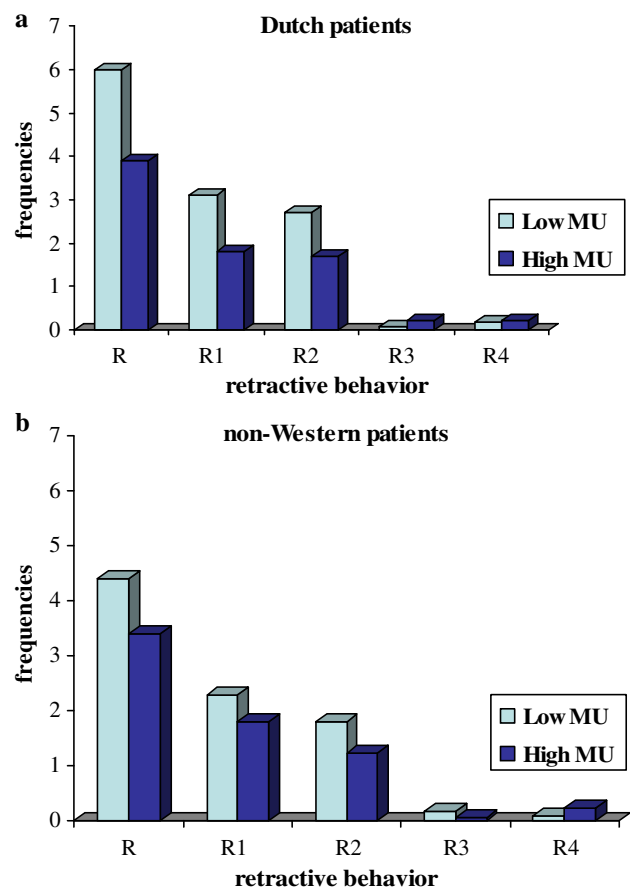 a
Dutch patients
7
6
5
4
3
2
1
0
frequencies
Low MU
High MU
R R1 R2 R3 R4
retractive behavior
b
non-Western patients
7
6
5
4
3
2
1
0
frequencies
Low MU
High MU
R R1 R2 R3 R4
retractive behavior